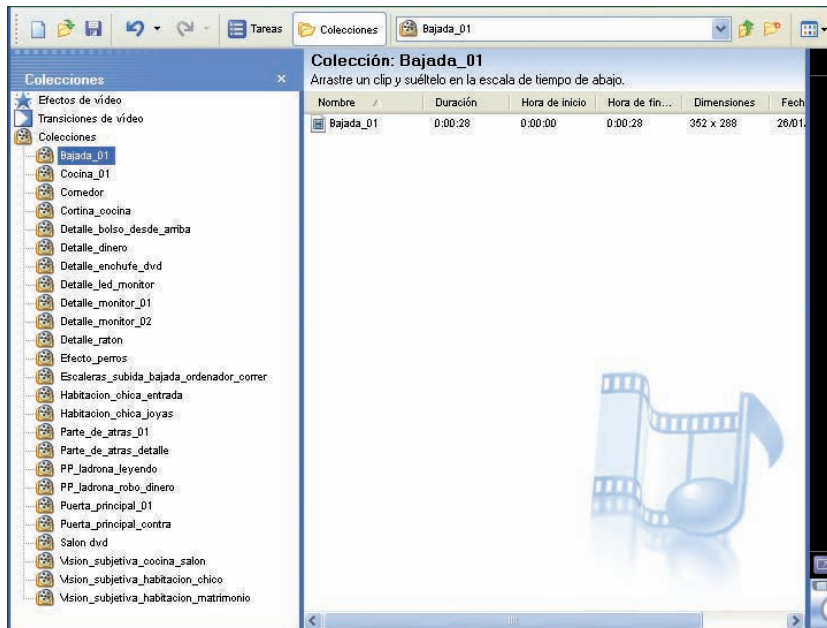 Tareas
Colecciones
Bajada_01
Colecciones
Efectos de vídeo
Transiciones de vídeo
Colecciones
Bajada_01
Cocina_01
Comedor
Cortina_cocina
Detalle_bolso_desde_arriba
Detalle_dinero
Detalle_enchufe_dvd
Detalle_led_monitor
Detalle_monitor_01
Detalle_monitor_02
Detalle_raton
Efecto_perros
Escaleras_subida_bajada_ordenador_correr
Habitacion_chica_entrada
Habitacion_chica_joyas
Parte_de_atras_01
Parte_de_atras_detalle
PP_ladrona_leyendo
PP_ladrona_robo_dinero
Puerta_principal_01
Puerta_principal_contra
Salon dvd
Vision_subjetiva_cocina_salon
Vision_subjetiva_habitacion_chico
Vision_subjetiva_habitacion_matrimonio
Colección: Bajada_01
Arrastre un clip y suéltelo en la escala de tiempo de abajo.
Nombre Duración Hora de inicio Hora de fin... Dimensiones Fech
Bajada_01 0:00:28 0:00:00 0:00:28 352 x 288 26/01.